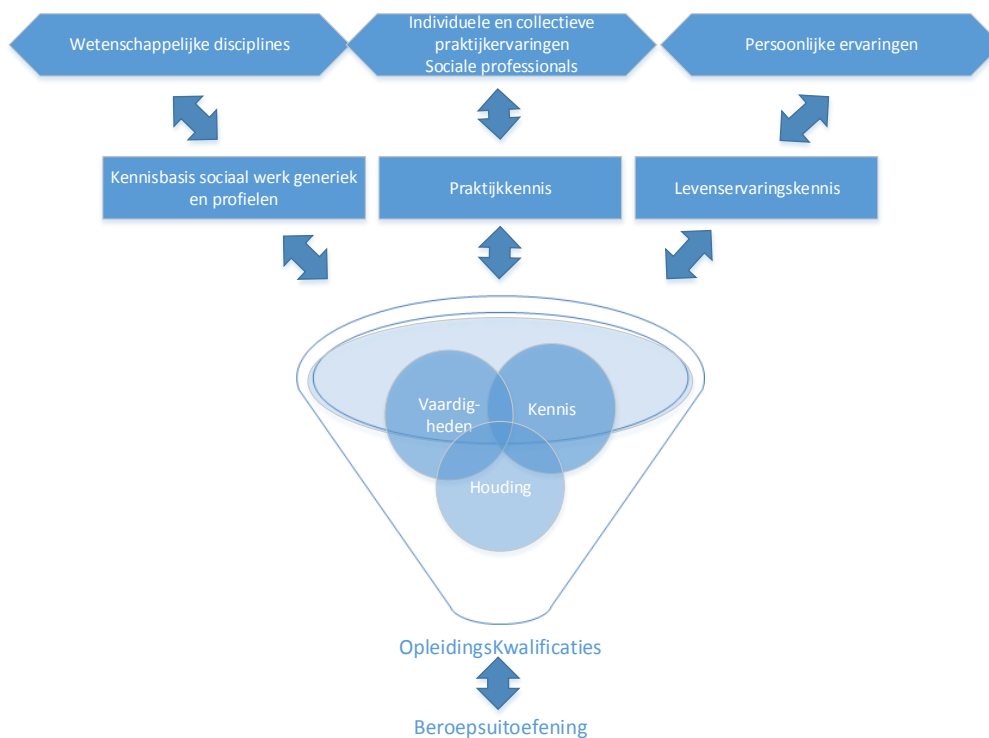 Wetenschappelijke disciplines
Individuele en collectieve
praktijkervaringen
Sociale professionals
Persoonlijke ervaringen
Kennisbasis sociaal werk generiek
en profielen
Praktijkkennis
Levenservaringskennis
Vaardig-
heden
Kennis
Houding
OpleidingsKwalificaties
Beroepsuitoefening